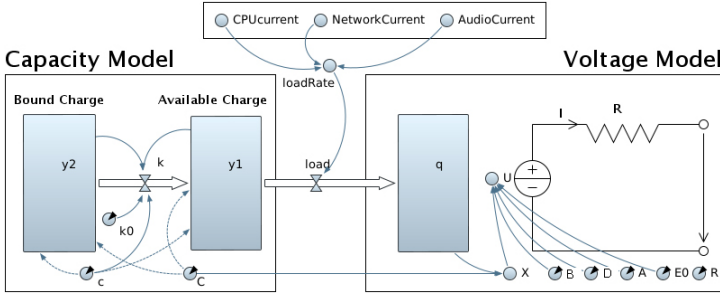 CPUcurrent NetworkCurrent AudioCurrent
Capacity Model
Voltage Model
loadRate
Bound Charge Available Charge
I R
y2 k y1 load q
U
+
−
k0
c C X B D A E0 R